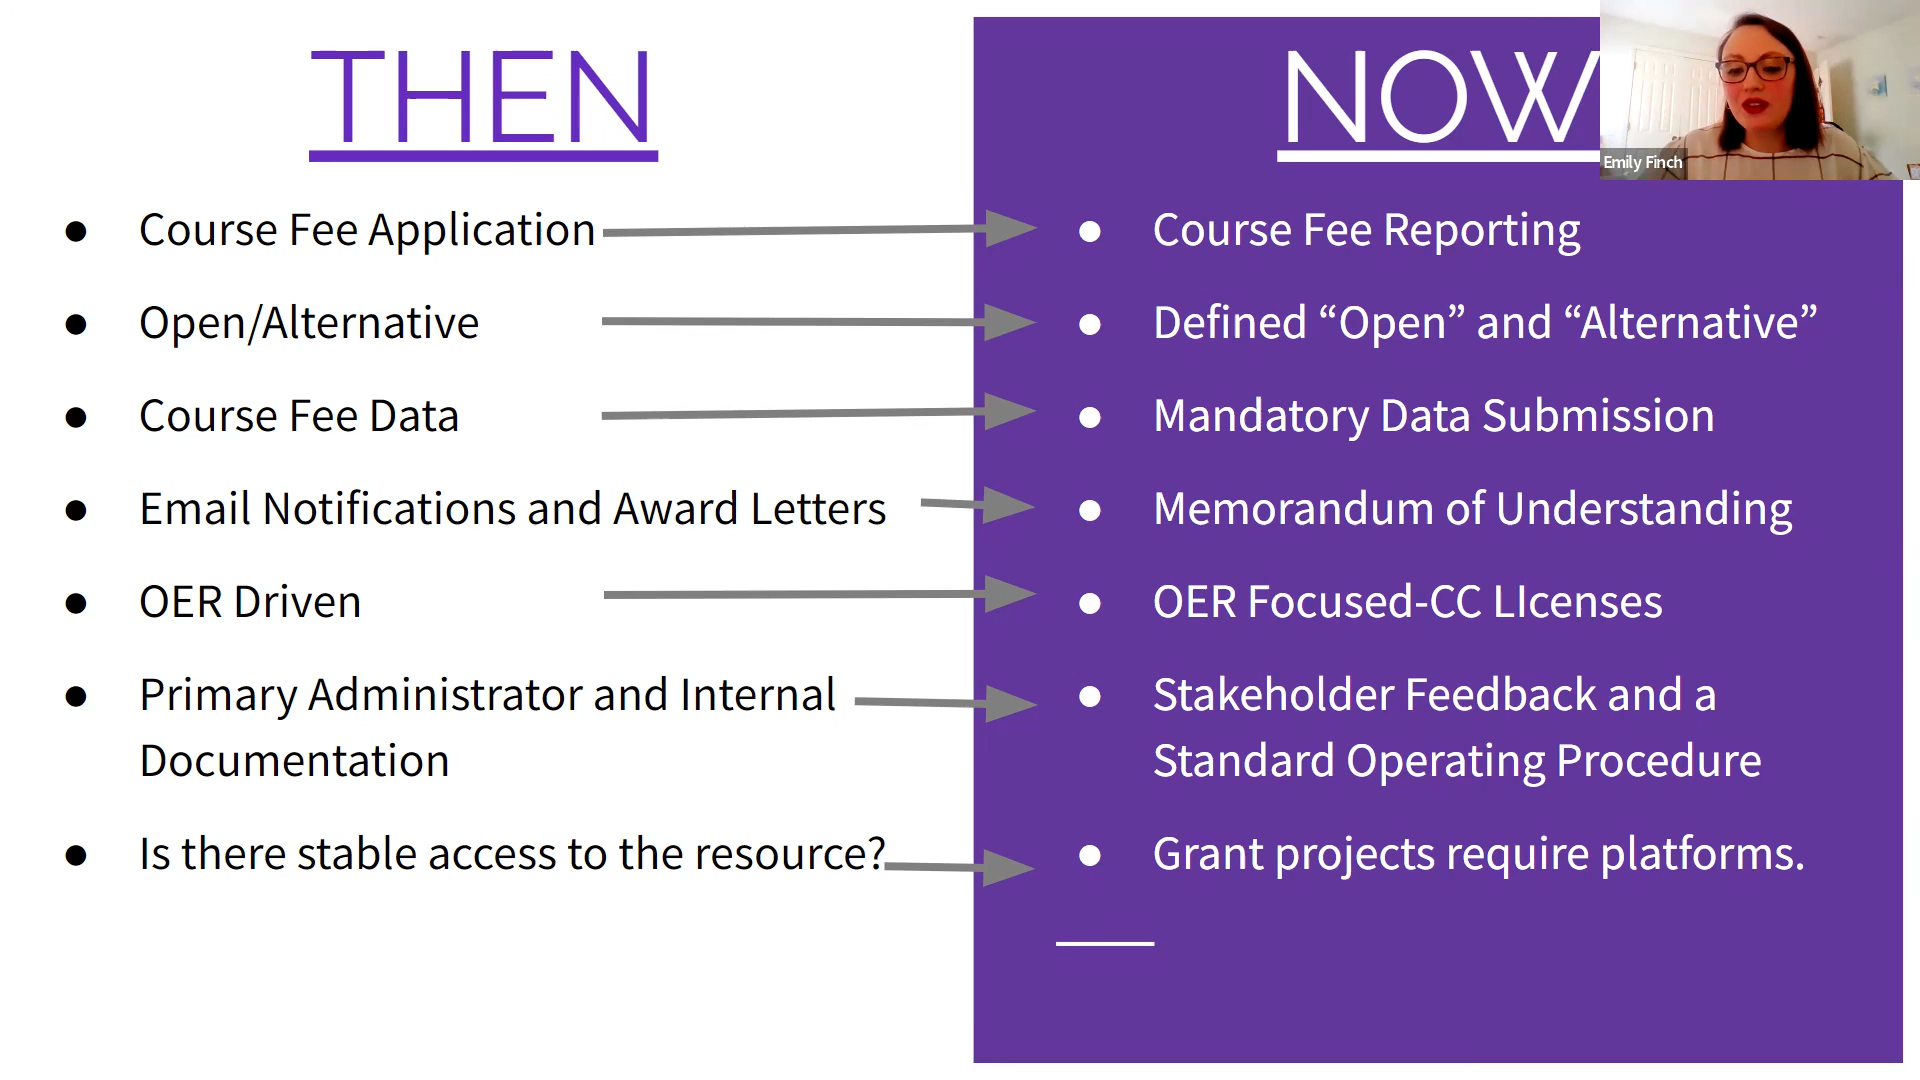 THEN
Course Fee Application
Open/Alternative
Course Fee Data
Email Notifications and Award Letters
OER Driven
Primary Administrator and Internal
Documentation
Is there stable access to the resource?
NOW
Emily Finch
Course Fee Reporting
Defined “Open” and “Alternative”
Mandatory Data Submission
Memorandum of Understanding
OER Focused-CC LIcenses
Stakeholder Feedback and a
Standard Operating Procedure
Grant projects require platforms.